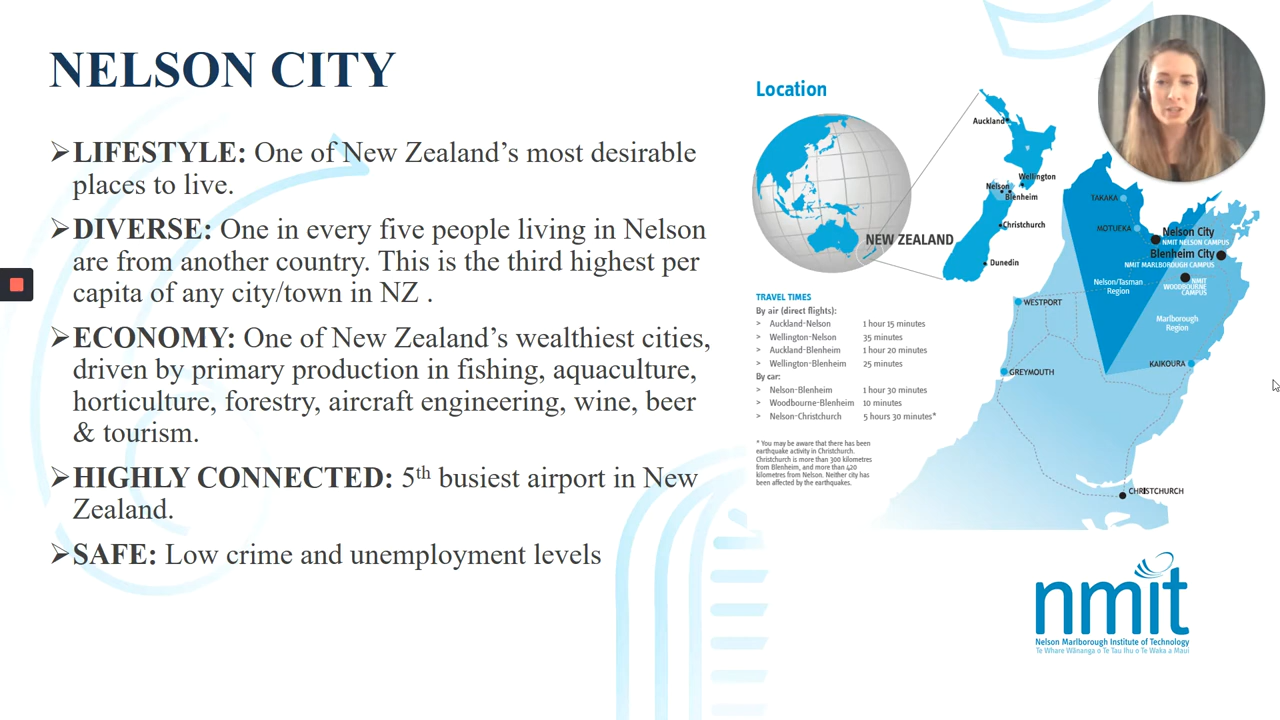 NELSON CITY
➢LIFESTYLE: One of New Zealand’s most desirable
places to live.
➢DIVERSE: One in every five people living in Nelson
are from another country. This is the third highest per
capita of any city/town in NZ .
➢ECONOMY: One of New Zealand’s wealthiest cities,
driven by primary production in fishing, aquaculture,
horticulture, forestry, aircraft engineering, wine, beer
& tourism.
➢HIGHLY CONNECTED: 5th busiest airport in New
Zealand.
➢SAFE: Low crime and unemployment levels
Location
NEW ZEALAND
Auckland
Wellington
Nelson
Blenheim
Christchurch
Dunedin
TRAVEL TIMES
By air (direct flights):
> Auckland-Nelson 1 hour 15 minutes
> Wellington-Nelson 35 minutes
> Auckland-Blenheim 1 hour 20 minutes
> Wellington-Blenheim 25 minutes
By car:
> Nelson-Blenheim 1 hour 30 minutes
> Woodbourne-Blenheim 10 minutes
> Nelson-Christchurch 5 hours 30 minutes*
* You may be aware that there has been
earthquake activity in Christchurch.
Christchurch is more than 300 kilometres
from Blenheim, and more than 420
kilometres from Nelson. Neither city has
been affected by the earthquakes.
TAKAKA
MOTUEKA
Nelson City
NMIT NELSON CAMPUS
Blenheim City
NMIT MARLBOROUGH CAMPUS
NMIT
WOODBOURNE
CAMPUS
Nelson/Tasman
Region
Marlborough
Region
WESTPORT
GREYMOUTH
KAIKOURA
CHRISTCHURCH
nmit
Nelson Marlborough Institute of Technology
Te Whare Wānanga o Te Tau Ihu o Te Waka a Maui